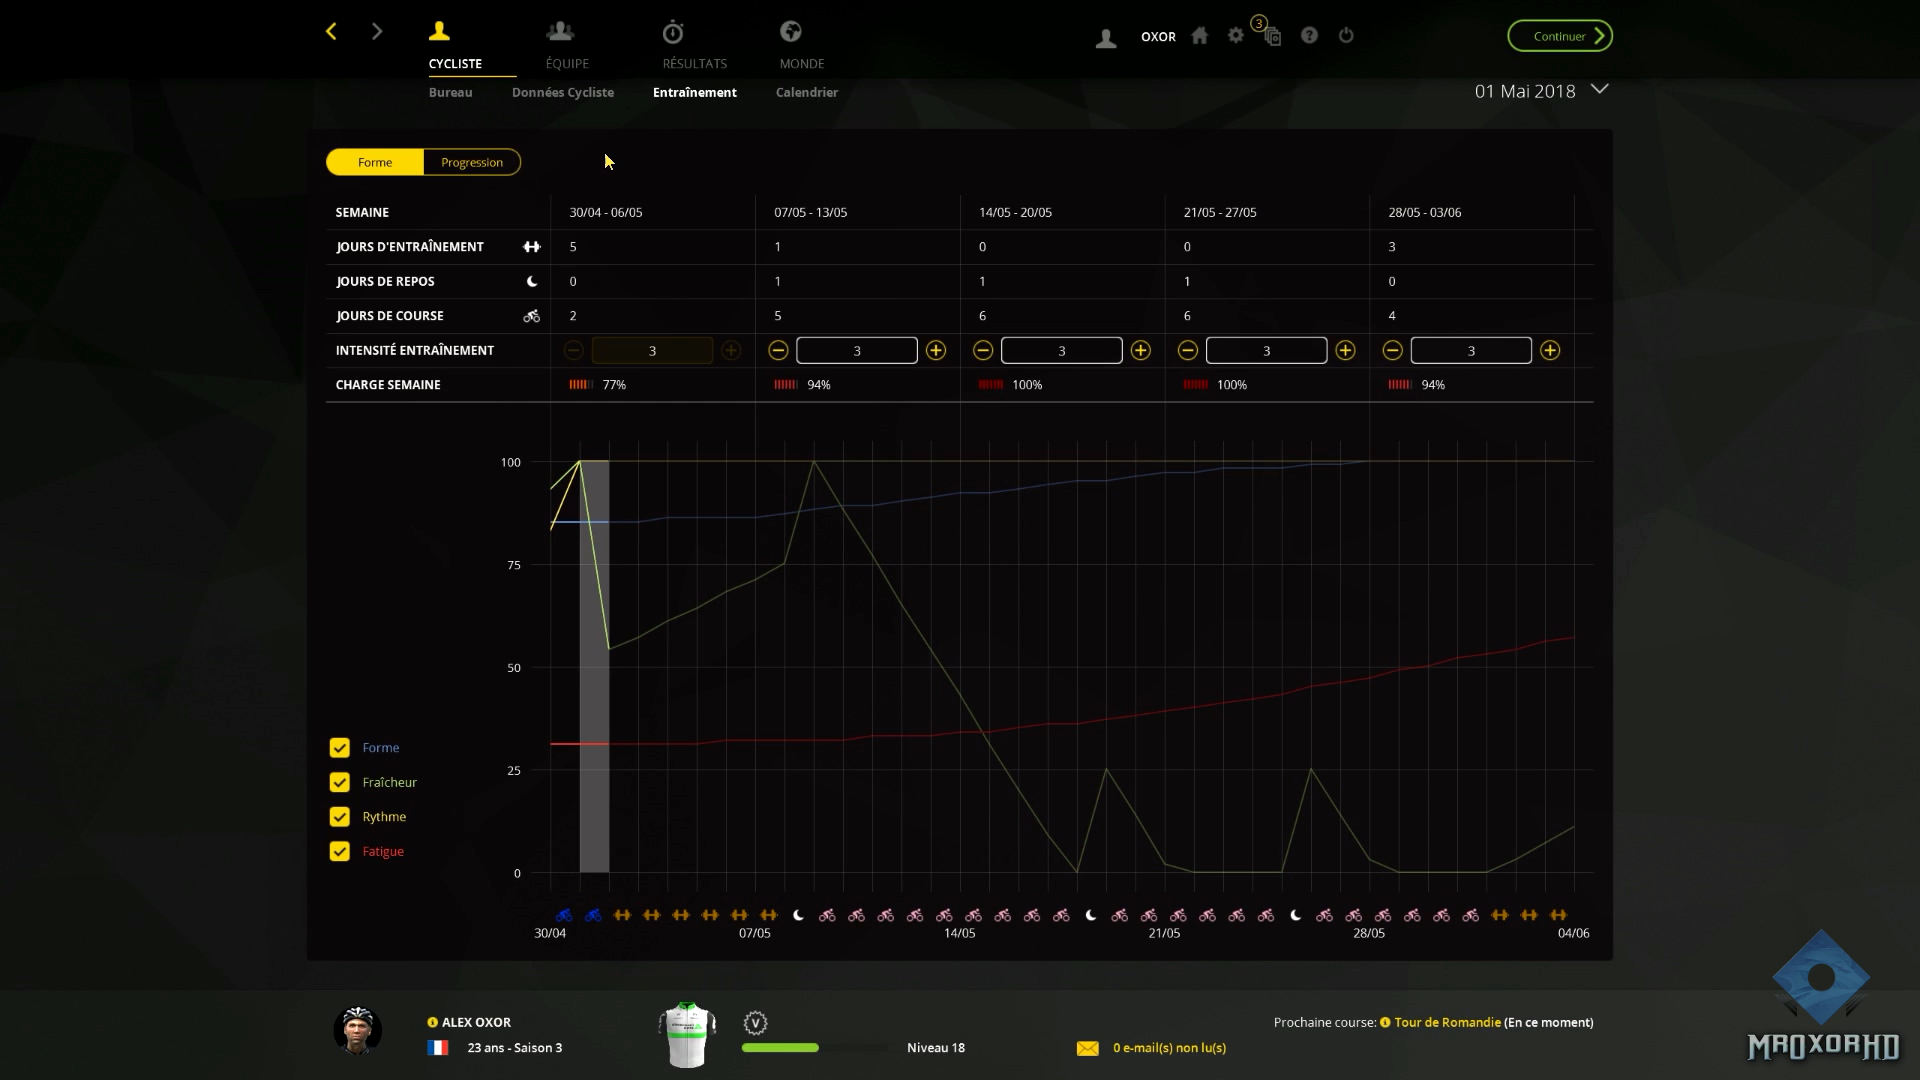 CYCLISTE ÉQUIPE RÉSULTATS MONDE
OXOR 3 ? Continuer
Bureau Données Cycliste Entraînement Calendrier
01 Mai 2018
Forme Progression
SEMAINE 30/04 - 06/05 07/05 - 13/05 14/05 - 20/05 21/05 - 27/05 28/05 - 03/06
JOURS D'ENTRAÎNEMENT 5 1 0 0 3
JOURS DE REPOS 0 1 1 1 0
JOURS DE COURSE 2 5 6 6 4
INTENSITÉ ENTRAÎNEMENT 3 3 3 3 3
CHARGE SEMAINE 77% 94% 100% 100% 94%
100
75
50
25
0
Forme
Fraîcheur
Rythme
Fatigue
30/04 07/05 14/05 21/05 28/05 04/06
ALEX OXOR
23 ans - Saison 3
V
Niveau 18
Prochaine course: Tour de Romandie (En ce moment)
0 e-mail(s) non lu(s)
MROXORHD